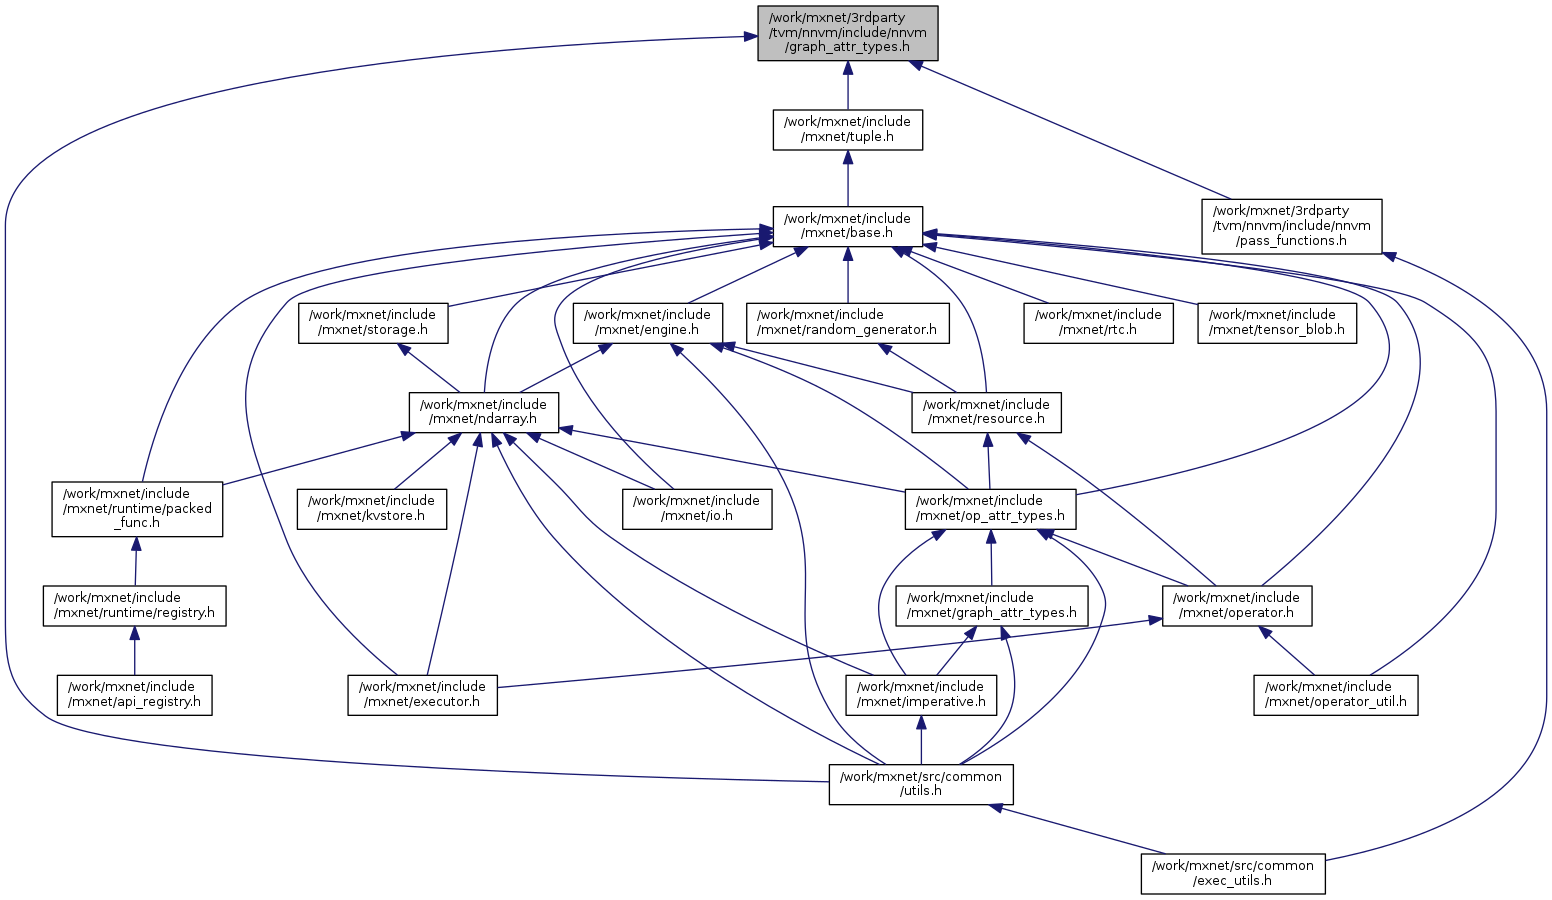 /work/mxnet/3rdparty
/tvm/nnvm/include/nnvm
/graph_attr_types.h
/work/mxnet/include
/mxnet/tuple.h
/work/mxnet/3rdparty
/tvm/nnvm/include/nnvm
/pass_functions.h
/work/mxnet/include
/mxnet/base.h
/work/mxnet/include
/mxnet/storage.h
/work/mxnet/include
/mxnet/engine.h
/work/mxnet/include
/mxnet/random_generator.h
/work/mxnet/include
/mxnet/rtc.h
/work/mxnet/include
/mxnet/tensor_blob.h
/work/mxnet/include
/mxnet/ndarray.h
/work/mxnet/include
/mxnet/resource.h
/work/mxnet/include
/mxnet/runtime/packed
_func.h
/work/mxnet/include
/mxnet/kvstore.h
/work/mxnet/include
/mxnet/io.h
/work/mxnet/include
/mxnet/op_attr_types.h
/work/mxnet/include
/mxnet/runtime/registry.h
/work/mxnet/include
/mxnet/graph_attr_types.h
/work/mxnet/include
/mxnet/operator.h
/work/mxnet/include
/mxnet/api_registry.h
/work/mxnet/include
/mxnet/executor.h
/work/mxnet/include
/mxnet/imperative.h
/work/mxnet/include
/mxnet/operator_util.h
/work/mxnet/src/common
/utils.h
/work/mxnet/src/common
/exec_utils.h